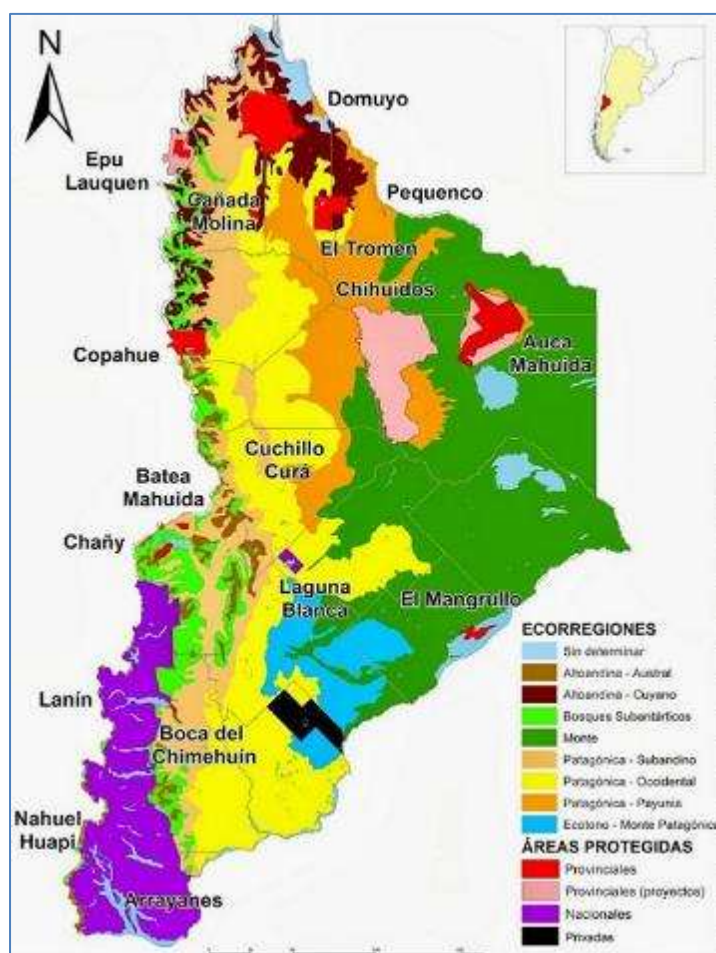 N
Domuyo
Epu
Lauquen
Pequenco
Cañada
Molina
El Tromen
Chihuidos
Auca
Mahuida
Copahue
Cuchillo
Curá
Batea
Mahuida
Chañy
Laguna
Blanca
El Mangrullo
ECORREGIONES
Sin determinar
Altoandina - Austral
Altoandina - Cuyano
Bosques Subantárticos
Monte
Patagónica - Subandino
Patagónica - Occidental
Patagónica - Payunia
Ecotono - Monte Patagónica
Lanín
Boca del
Chimehuín
Nahuel
Huapi
Arrayanes
ÁREAS PROTEGIDAS
Provinciales
Provinciales (proyectos)
Nacionales
Privadas